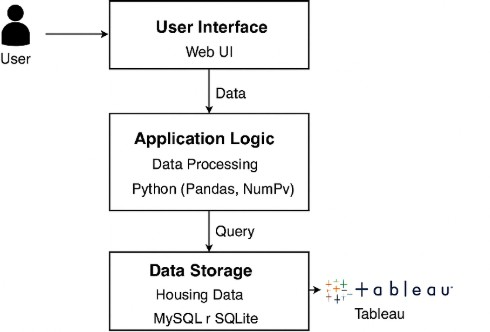 User Interface
Web UI
User
Data
Application Logic
Data Processing
Python (Pandas, NumPv)
Query
Data Storage
Housing Data
MySQL r SQLite
+ableau
Tableau